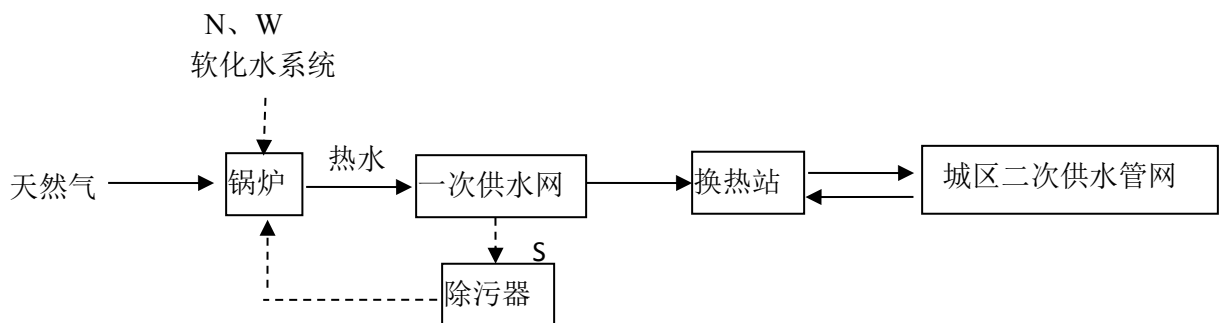 N、W
软化水系统
天然气
锅炉
热水
一次供水网
换热站
城区二次供水管网
S
除污器